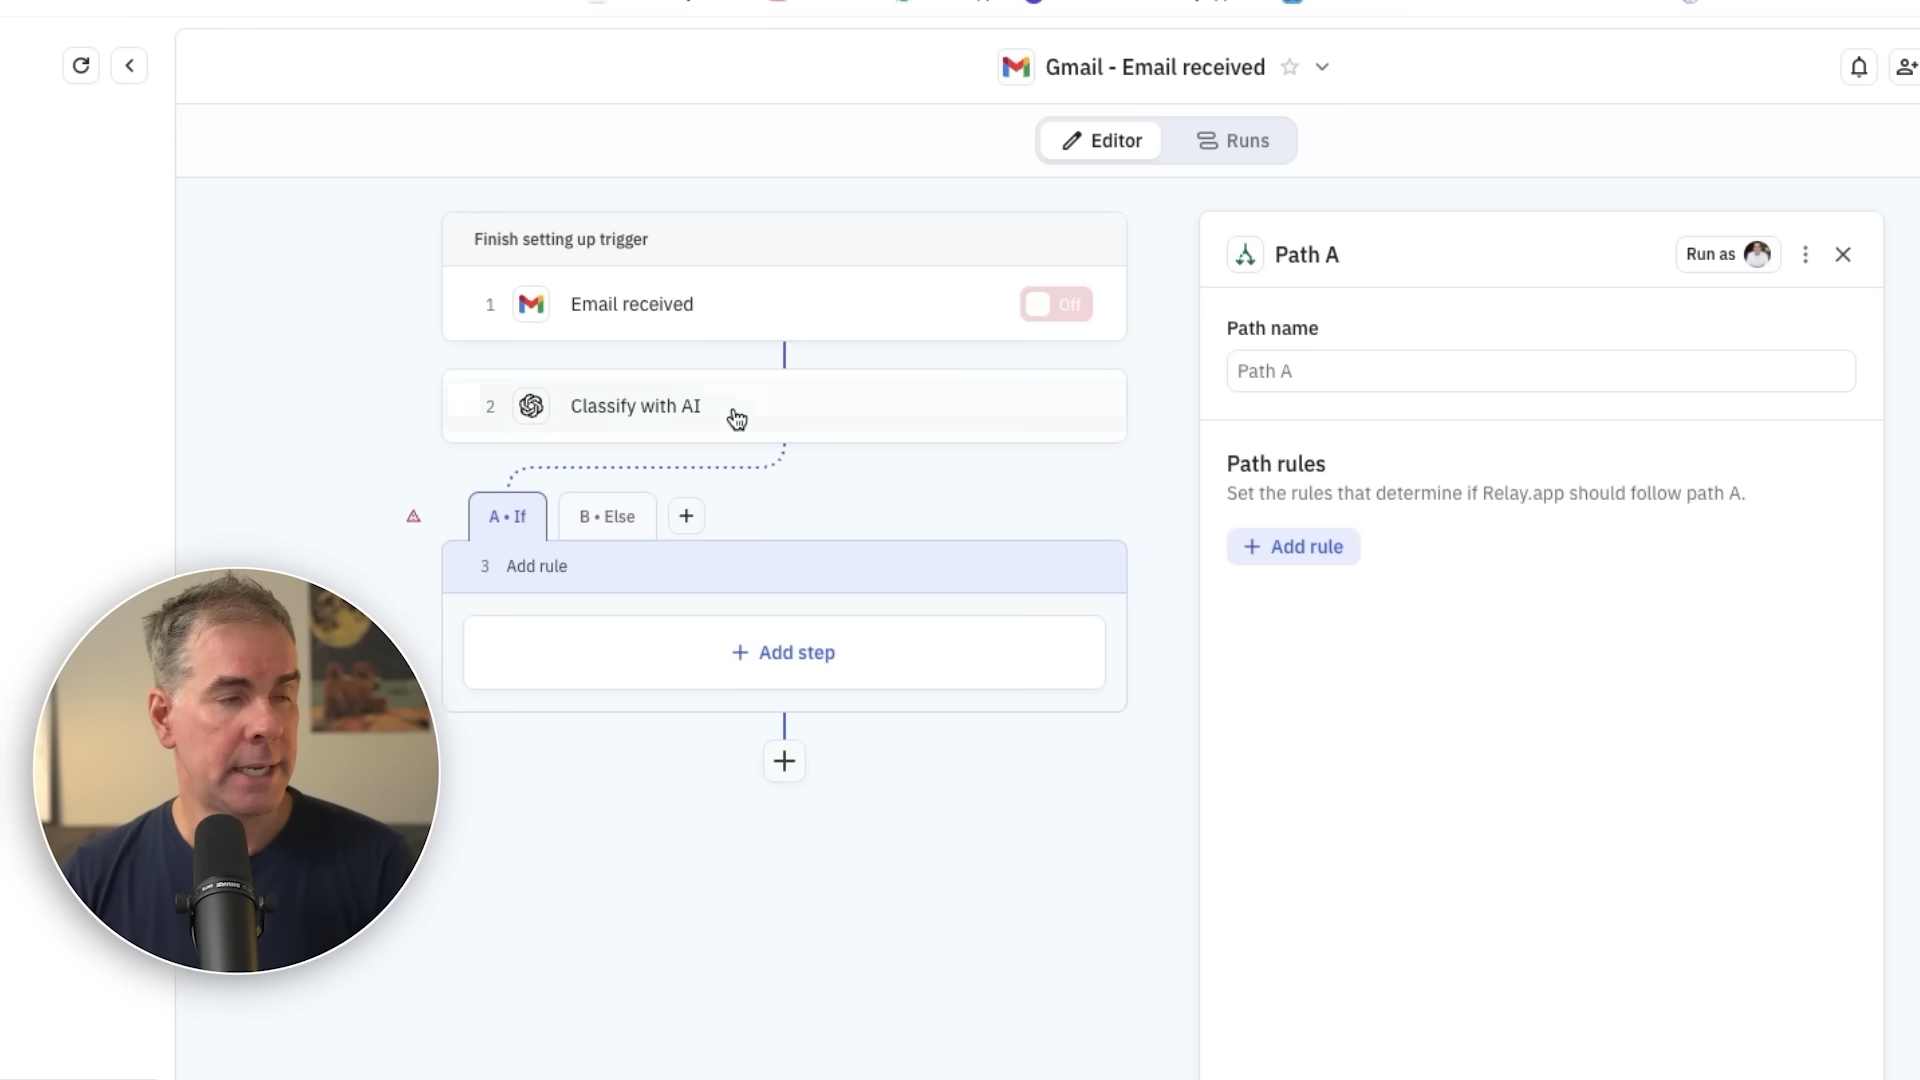 Gmail - Email received
Editor
Runs
Finish setting up trigger
1
Email received
Off
2
Classify with AI
A • If
B • Else
3
Add rule
+ Add step
Path A
Run as
Path name
Path A
Path rules
Set the rules that determine if Relay.app should follow path A.
+ Add rule